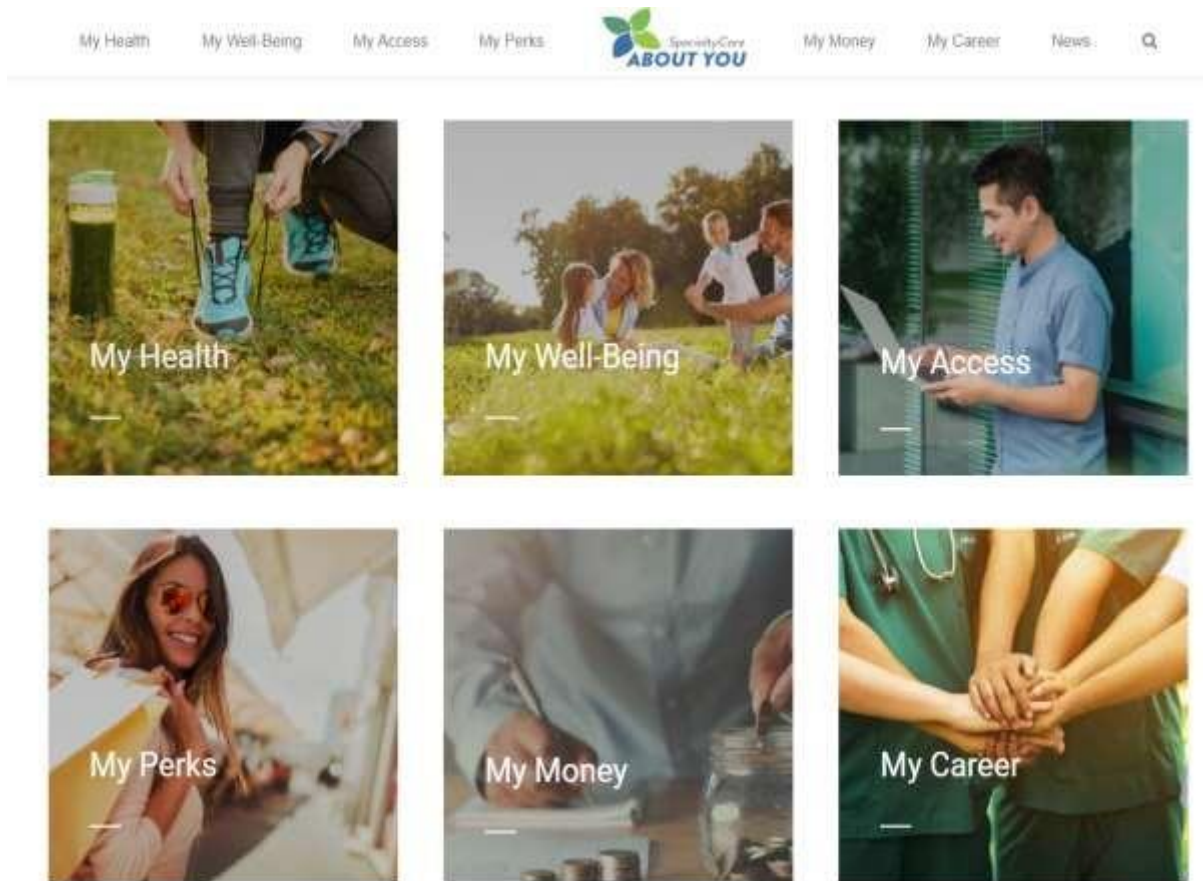 My Health My Well-Being My Access My Perks SpecialtyCare ABOUT YOU My Money My Career News
My Health
My Well-Being
My Access
My Perks
My Money
My Career